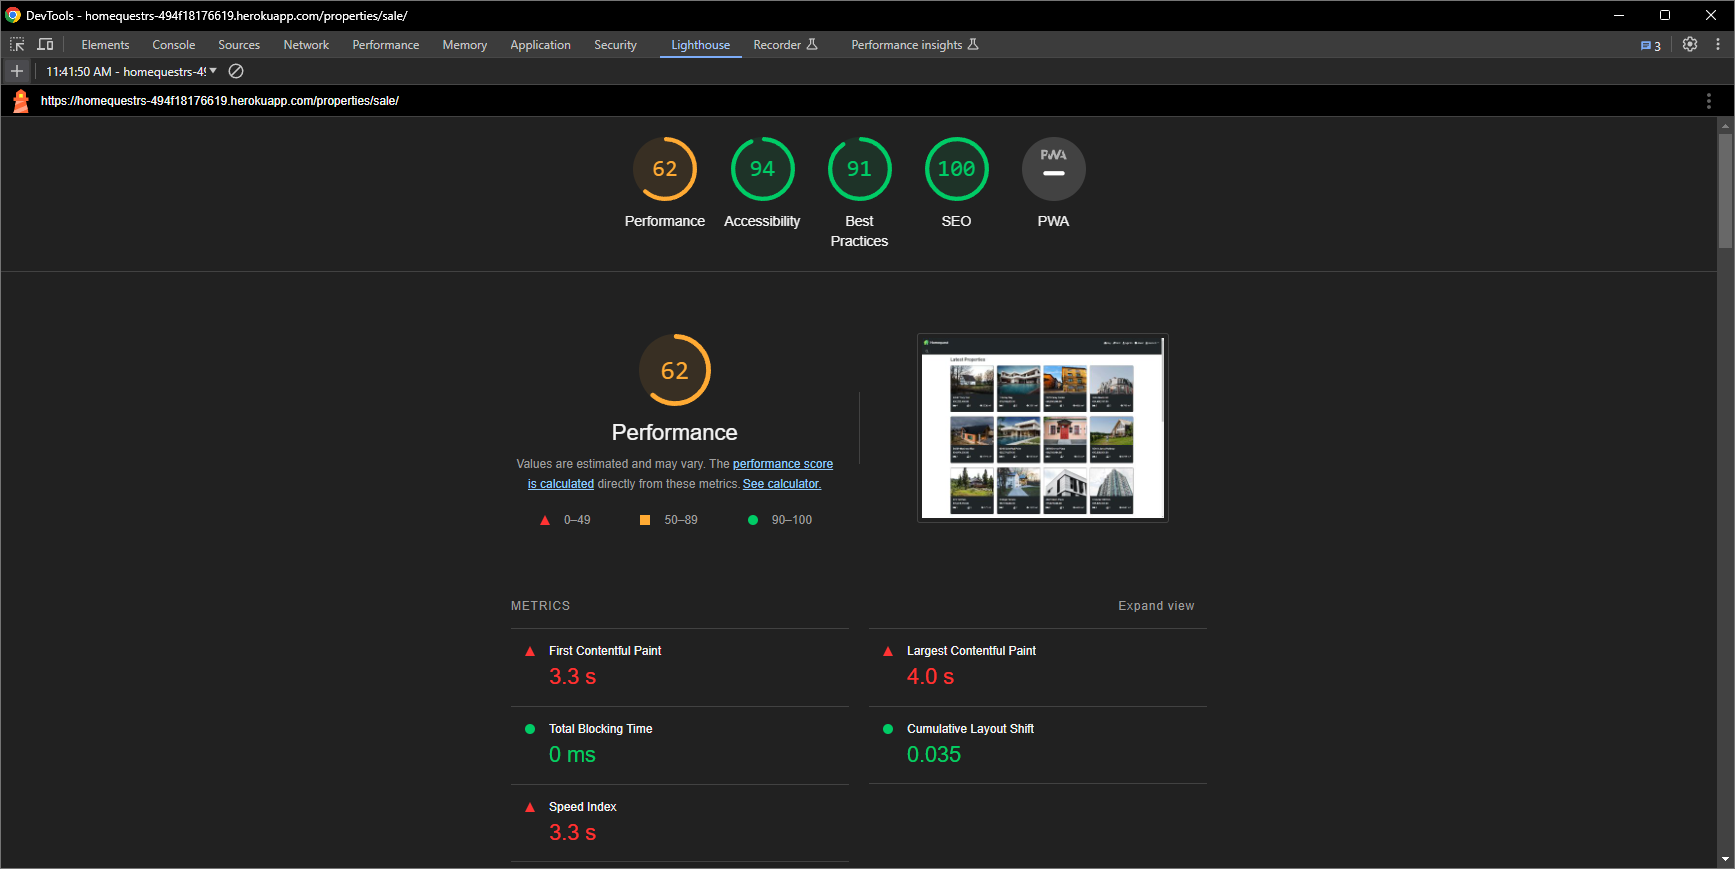 DevTools - homequestrs-494f18176619.herokuapp.com/properties/sale/
Elements Console Sources Network Performance Memory Application Security Lighthouse Recorder Performance insights 3
11:41:50 AM - homequestrs-49
https://homequestrs-494f18176619.herokuapp.com/properties/sale/
62 94 91 100 PWA
Performance Accessibility Best Practices SEO PWA
62
Performance
Values are estimated and may vary. The performance score
is calculated directly from these metrics. See calculator.
0–49 50–89 90–100
Latest Properties
METRICS Expand view
First Contentful Paint
3.3 s
Largest Contentful Paint
4.0 s
Total Blocking Time
0 ms
Cumulative Layout Shift
0.035
Speed Index
3.3 s